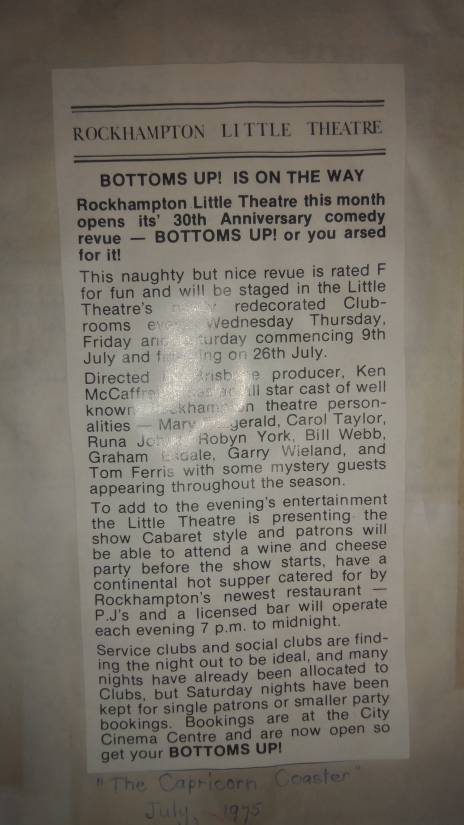 ROCKHAMPTON LITTLE THEATRE
BOTTOMS UP! IS ON THE WAY
Rockhampton Little Theatre this month
opens its' 30th Anniversary comedy
revue — BOTTOMS UP! or you arsed
for it!
This naughty but nice revue is rated F
for fun and will be staged in the Little
Theatre's redecorated Club-
rooms Wednesday Thursday,
Friday and Saturday commencing 9th
July and finishing on 26th July.
Directed Brisbane producer, Ken
McCaffrey all star cast of well
known Rockhampton theatre person-
alities — Mary Fitzgerald, Carol Taylor,
Runa Robyn York, Bill Webb,
Graham Garry Wieland, and
Tom Ferris with some mystery guests
appearing throughout the season.
To add to the evening's entertainment
the Little Theatre is presenting the
show Cabaret style and patrons will
be able to attend a wine and cheese
party before the show starts, have a
continental hot supper catered for by
Rockhampton's newest restaurant —
P.J's and a licensed bar will operate
each evening 7 p.m. to midnight.
Service clubs and social clubs are find-
ing the night out to be ideal, and many
nights have already been allocated to
Clubs, but Saturday nights have been
kept for single patrons or smaller party
bookings. Bookings are at the City
Cinema Centre and are now open so
get your BOTTOMS UP!
"The Capricorn Coaster"
July, 1975